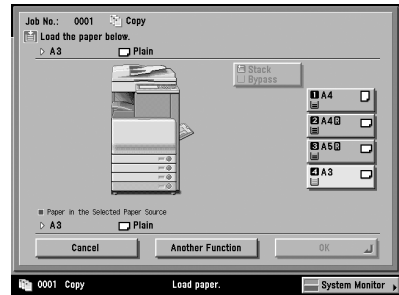 Job No.: 0001 Copy
Load the paper below.
A3 Plain
Stack
Bypass
1 A4
2 A4R
3 A5R
4 A3
Paper in the Selected Paper Source
A3 Plain
Cancel Another Function OK
0001 Copy Load paper. System Monitor